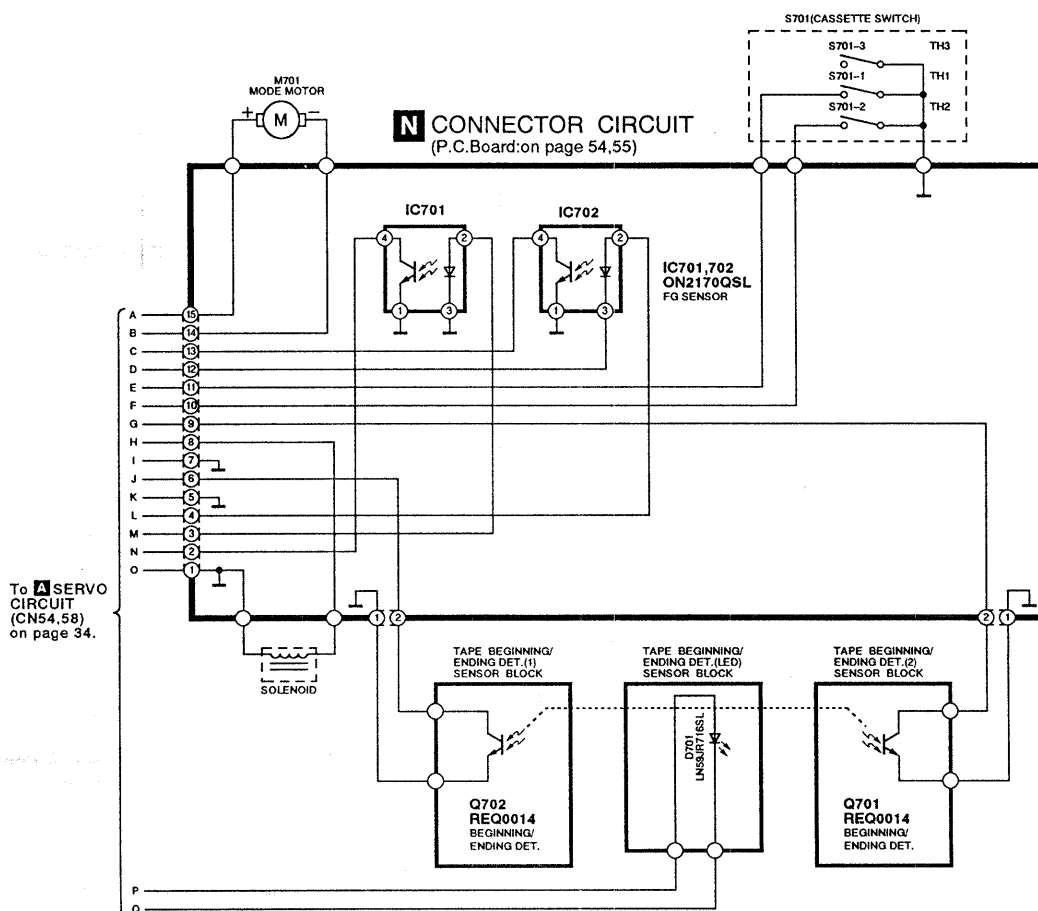 S701(CASSETTE SWITCH)
S701-3 TH3
S701-1 TH1
S701-2 TH2
M701
MODE MOTOR
+ M −
N CONNECTOR CIRCUIT
(P.C.Board:on page 54,55)
IC701
4 2
1 3
IC702
4 2
1 3
IC701,702
ON2170QSL
FG SENSOR
A 15
B 14
C 13
D 12
E 11
F 10
G 9
H 8
I 7
J 6
K 5
L 4
M 3
N 2
O 1
To A SERVO
CIRCUIT
(CN54,58)
on page 34.
1 2
2 1
SOLENOID
TAPE BEGINNING/
ENDING DET.(1)
SENSOR BLOCK
TAPE BEGINNING/
ENDING DET.(LED)
SENSOR BLOCK
TAPE BEGINNING/
ENDING DET.(2)
SENSOR BLOCK
D701
LN59JR716SL
Q702
REQ0014
BEGINNING/
ENDING DET.
Q701
REQ0014
BEGINNING/
ENDING DET.
P
Q